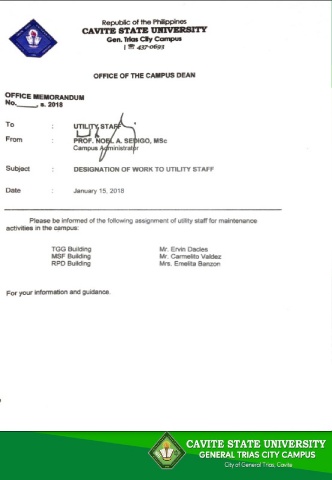 Republic of the Philippines
CAVITE STATE UNIVERSITY
Gen. Trias City Campus
☏ 437-0693
OFFICE OF THE CAMPUS DEAN
OFFICE MEMORANDUM
No.____, s. 2018
To : UTILITY STAFF
From : PROF. NOEL A. SEDIGO, MSc
Campus Administrator
Subject : DESIGNATION OF WORK TO UTILITY STAFF
Date : January 15, 2018
Please be informed of the following assignment of utility staff for maintenance
activities in the campus:
TGG Building Mr. Ervin Dacles
MSF Building Mr. Carmelito Valdez
RPD Building Mrs. Emelita Banzon
For your information and guidance.
CAVITE STATE UNIVERSITY
GENERAL TRIAS CITY CAMPUS
City of General Trias, Cavite